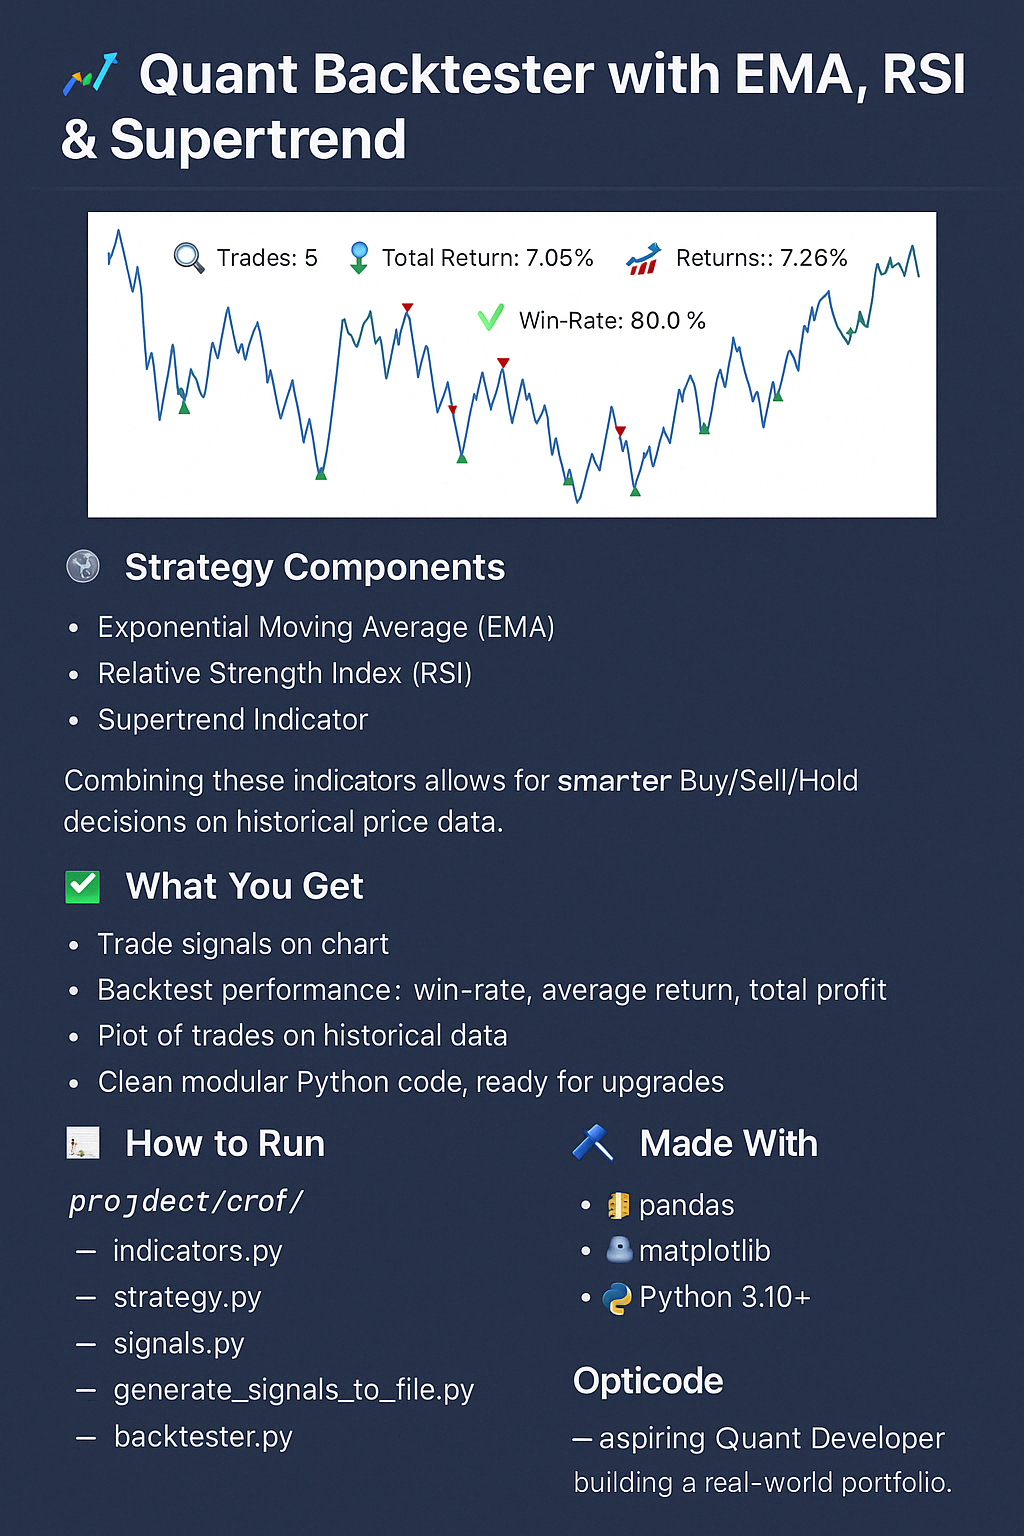 Quant Backtester with EMA, RSI
& Supertrend
Trades: 5 Total Return: 7.05% Returns:: 7.26%
Win-Rate: 80.0 %
Strategy Components
• Exponential Moving Average (EMA)
• Relative Strength Index (RSI)
• Supertrend Indicator
Combining these indicators allows for smarter Buy/Sell/Hold
decisions on historical price data.
What You Get
• Trade signals on chart
• Backtest performance: win-rate, average return, total profit
• Piot of trades on historical data
• Clean modular Python code, ready for upgrades
How to Run
projdect/crof/
— indicators.py
— strategy.py
— signals.py
— generate_signals_to_file.py
— backtester.py
Made With
• pandas
• matplotlib
• Python 3.10+
Opticode
— aspiring Quant Developer
building a real-world portfolio.